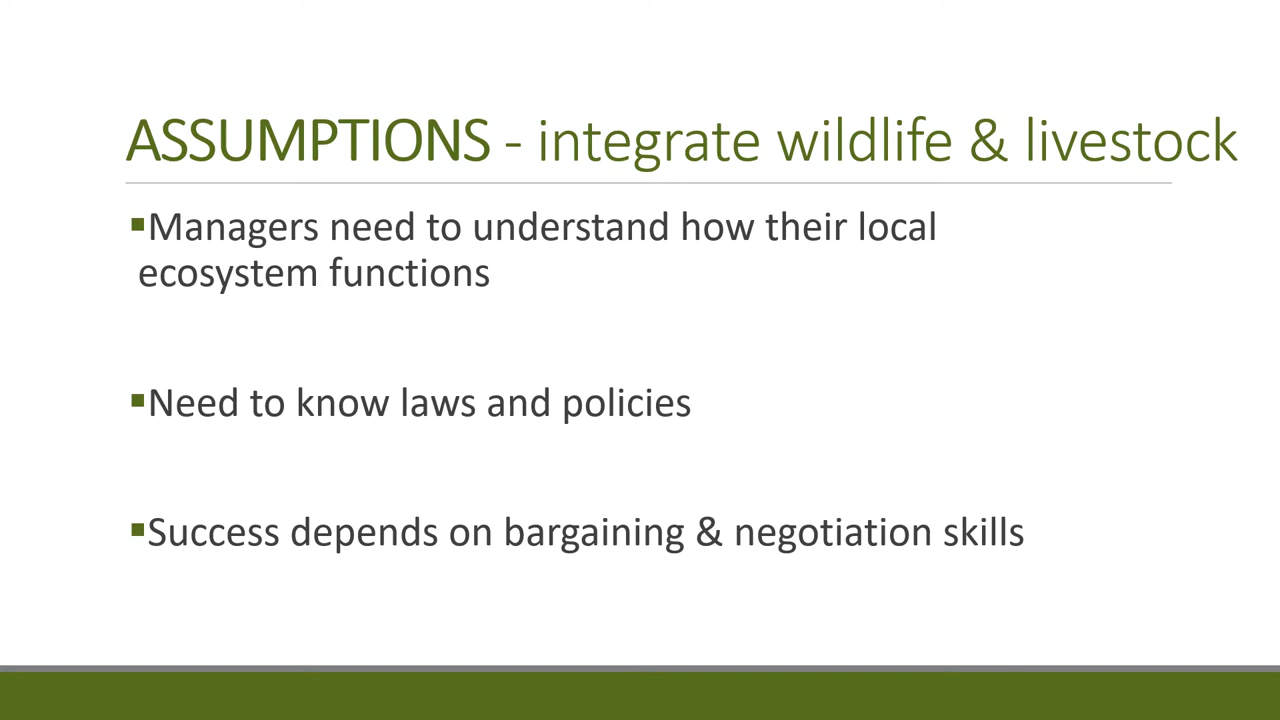 ASSUMPTIONS - integrate wildlife & livestock
▪Managers need to understand how their local
ecosystem functions
▪Need to know laws and policies
▪Success depends on bargaining & negotiation skills